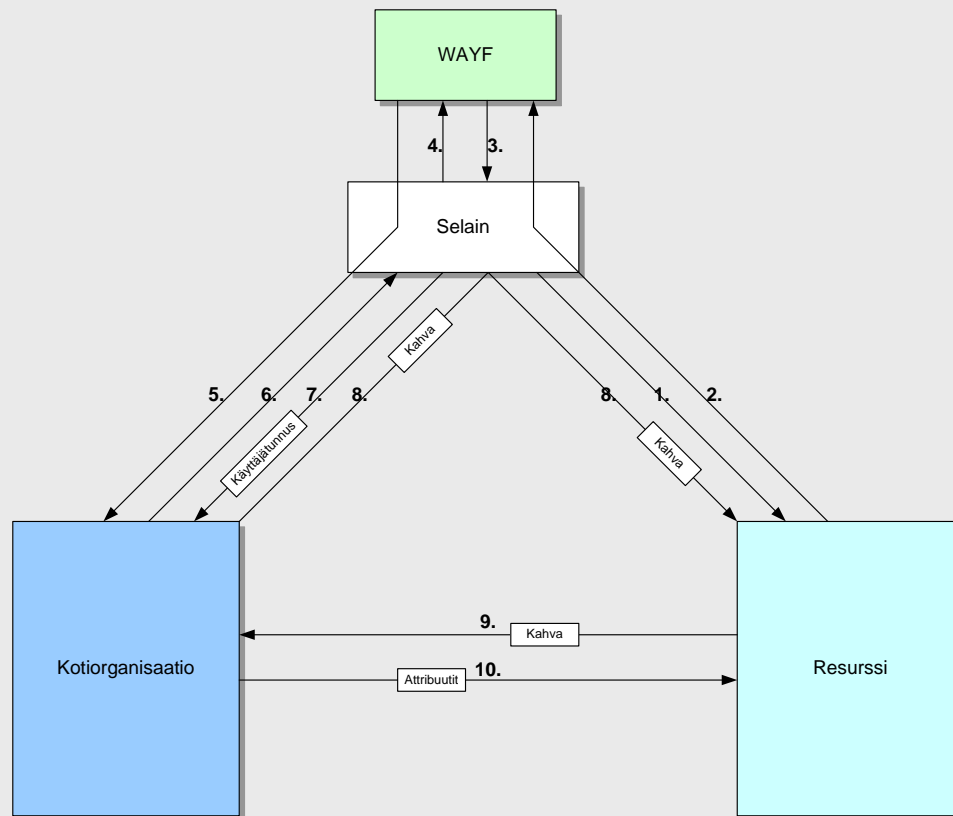 WAYF
4.
3.
Selain
Kahva
5.
6.
7.
8.
8.
1.
2.
Käyttäjätunnus
Kahva
9.
Kahva
Kotiorganisaatio
Resurssi
10.
Attribuutit